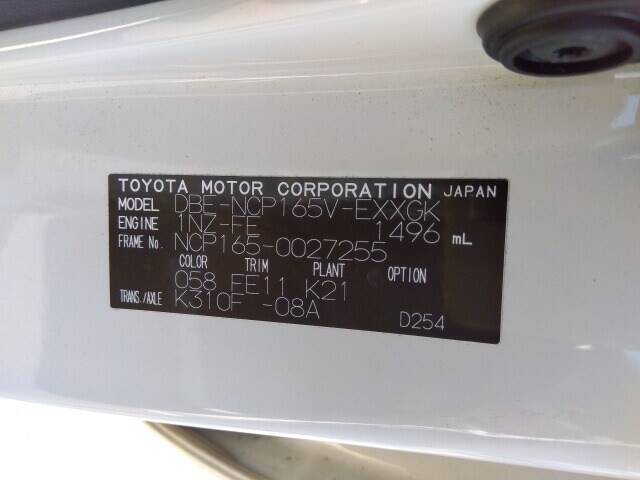 TOYOTA MOTOR CORPORATION JAPAN
MODEL DBE-NCP165V-EXXGK
ENGINE 1NZ-FE 1496 mL
FRAME No. NCP165-0027255
COLOR TRIM PLANT OPTION
058 FE11 K21
TRANS./AXLE K310F -08A
D254